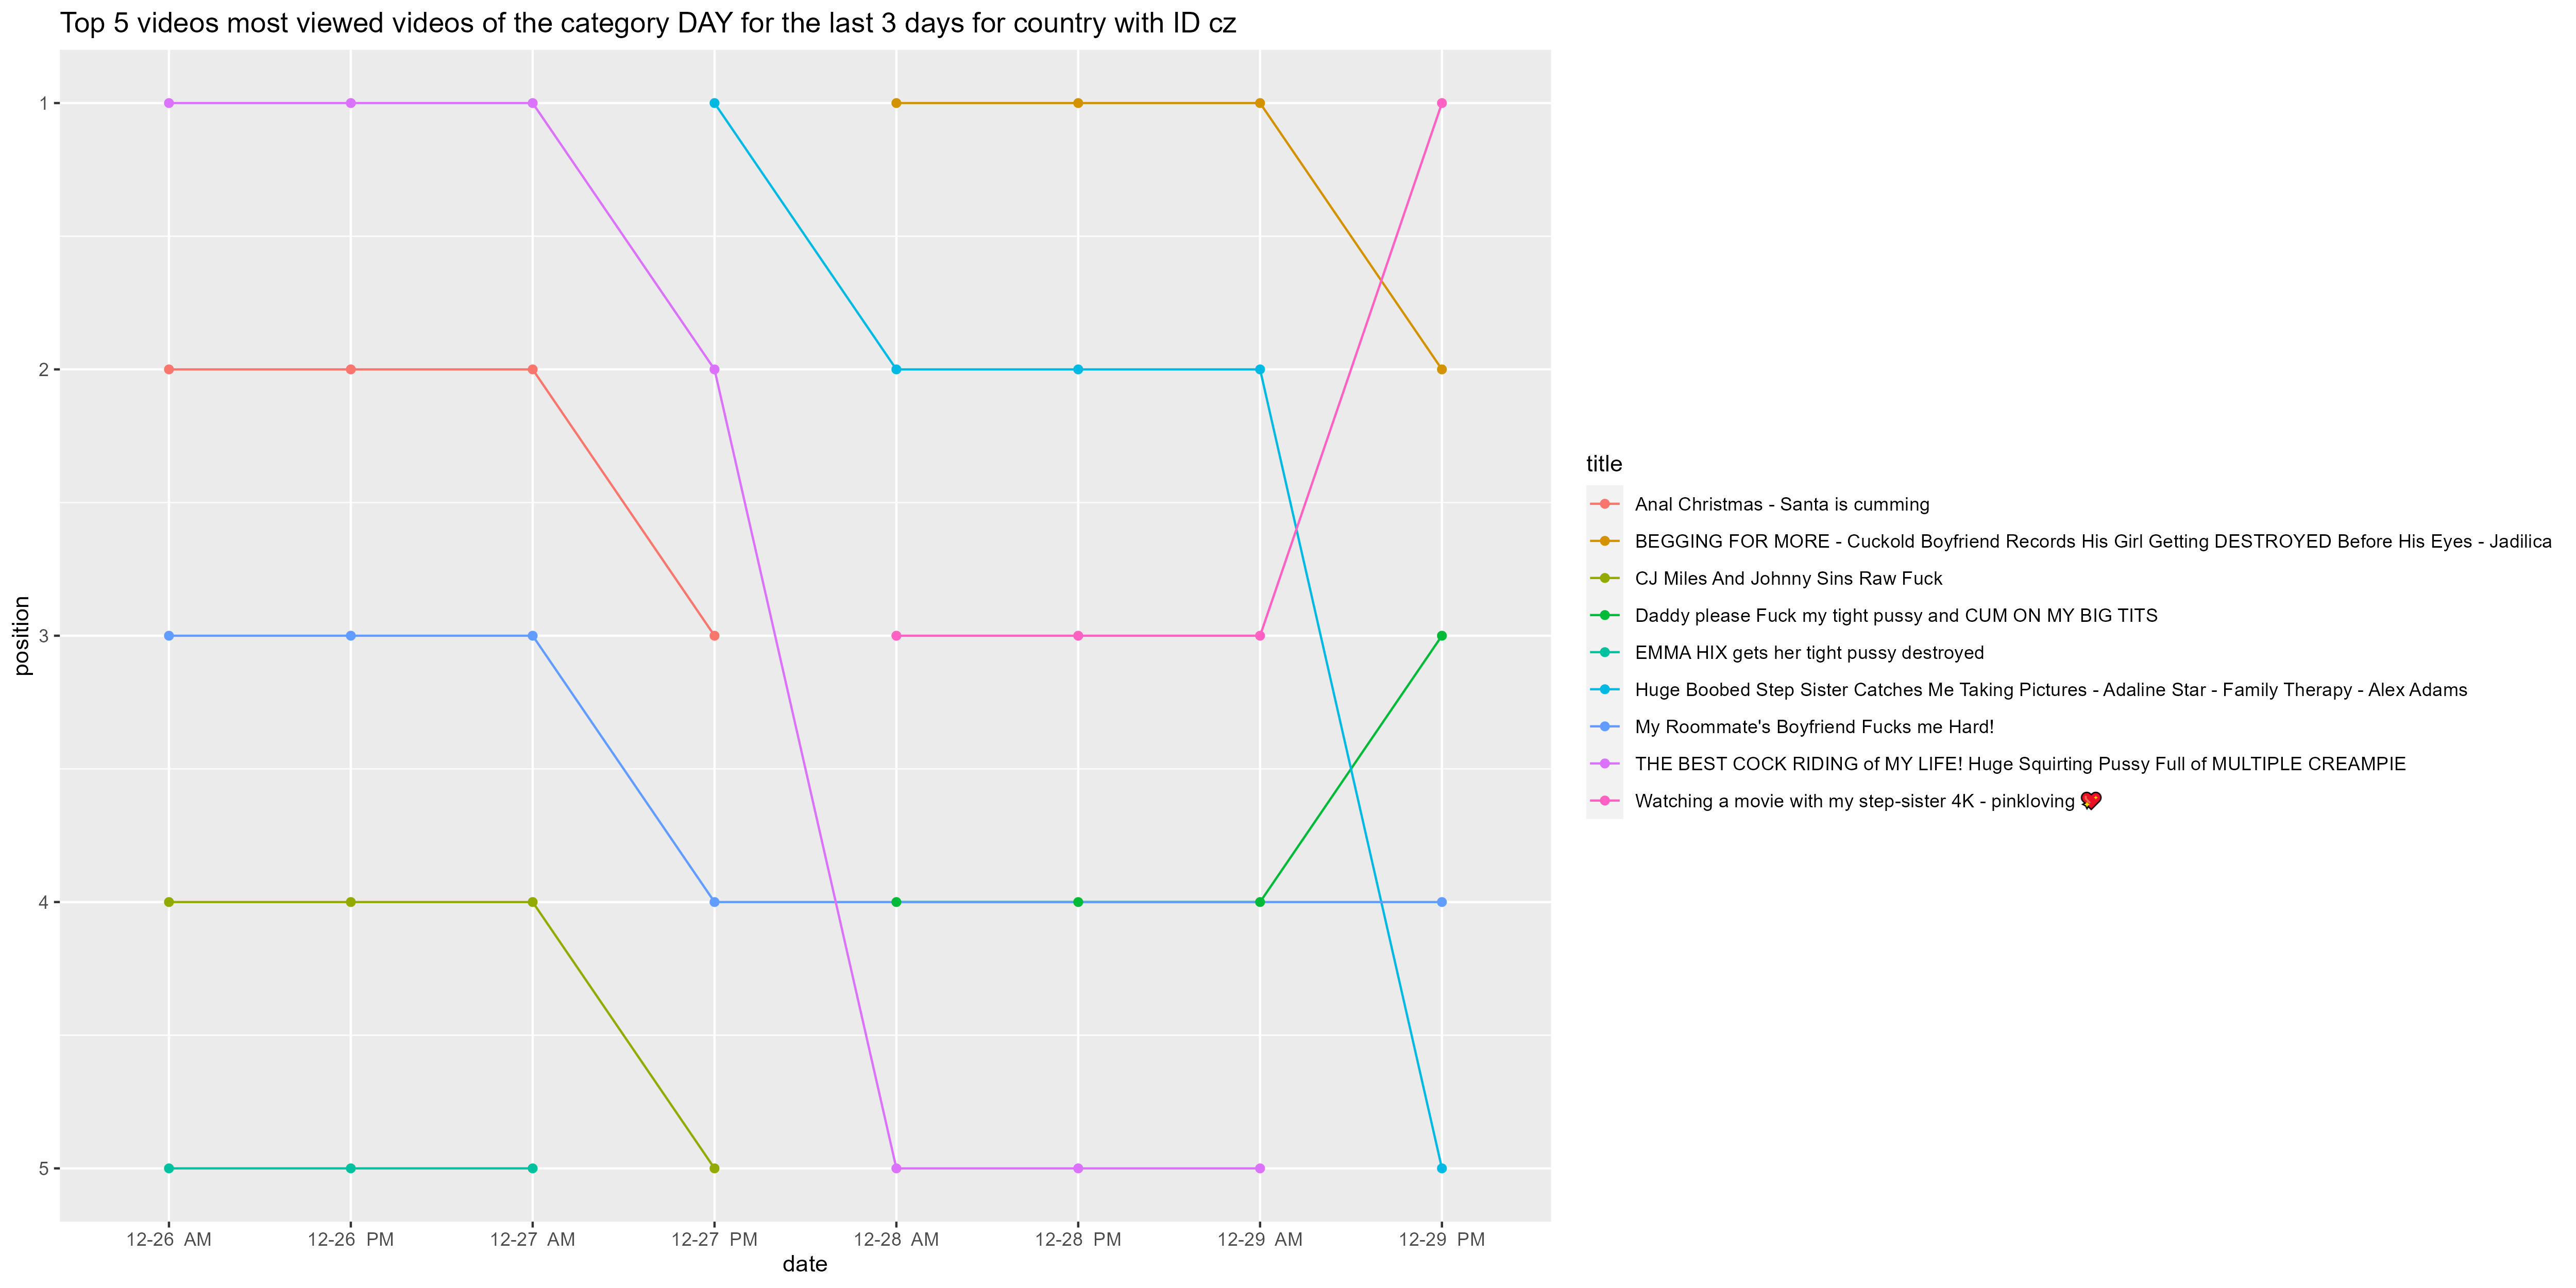 Top 5 videos most viewed videos of the category DAY for the last 3 days for country with ID cz
position
1
2
3
4
5
12-26 AM
12-26 PM
12-27 AM
12-27 PM
12-28 AM
12-28 PM
12-29 AM
12-29 PM
date
title
Anal Christmas - Santa is cumming
BEGGING FOR MORE - Cuckold Boyfriend Records His Girl Getting DESTROYED Before His Eyes - Jadilica
CJ Miles And Johnny Sins Raw Fuck
Daddy please Fuck my tight pussy and CUM ON MY BIG TITS
EMMA HIX gets her tight pussy destroyed
Huge Boobed Step Sister Catches Me Taking Pictures - Adaline Star - Family Therapy - Alex Adams
My Roommate's Boyfriend Fucks me Hard!
THE BEST COCK RIDING of MY LIFE! Huge Squirting Pussy Full of MULTIPLE CREAMPIE
Watching a movie with my step-sister 4K - pinkloving 💖